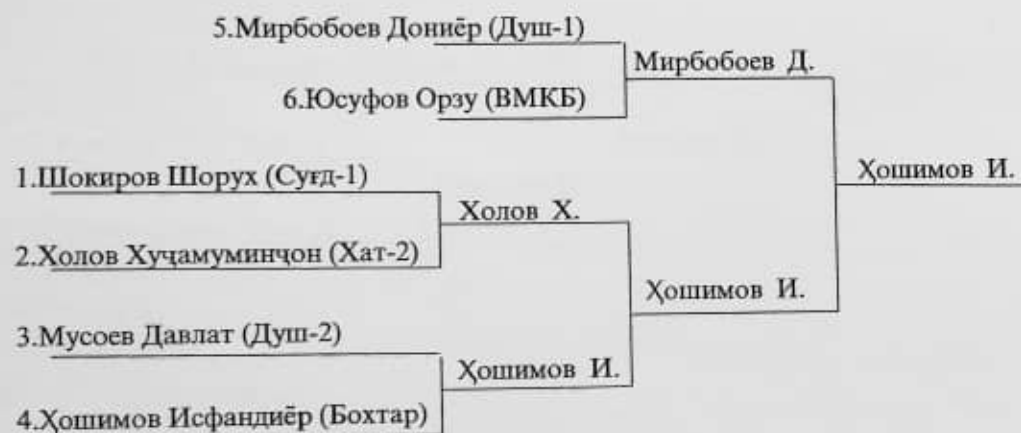 5.Мирбобоев Дониёр (Душ-1)
Мирбобоев Д.
6.Юсуфов Орзу (ВМКБ)
1.Шокиров Шорух (Суғд-1)
Ҳошимов И.
Холов Х.
2.Холов Хуҷамуминҷон (Хат-2)
Ҳошимов И.
3.Мусоев Давлат (Душ-2)
Ҳошимов И.
4.Ҳошимов Исфандиёр (Бохтар)